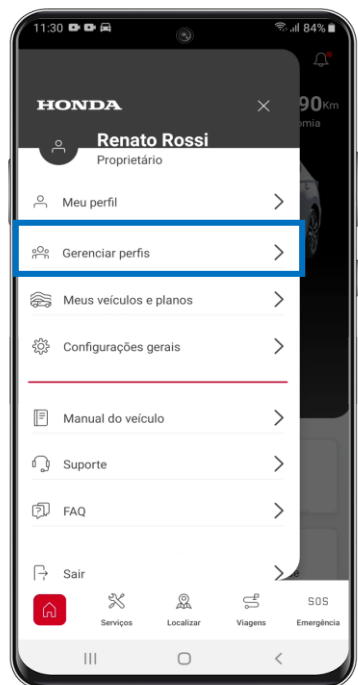 11:30 84%
HONDA
90Km
omia
Renato Rossi
Proprietário
Meu perfil
Gerenciar perfis
Meus veículos e planos
Configurações gerais
Manual do veículo
Suporte
FAQ
Sair
Serviços Localizar Viagens SOS Emergência